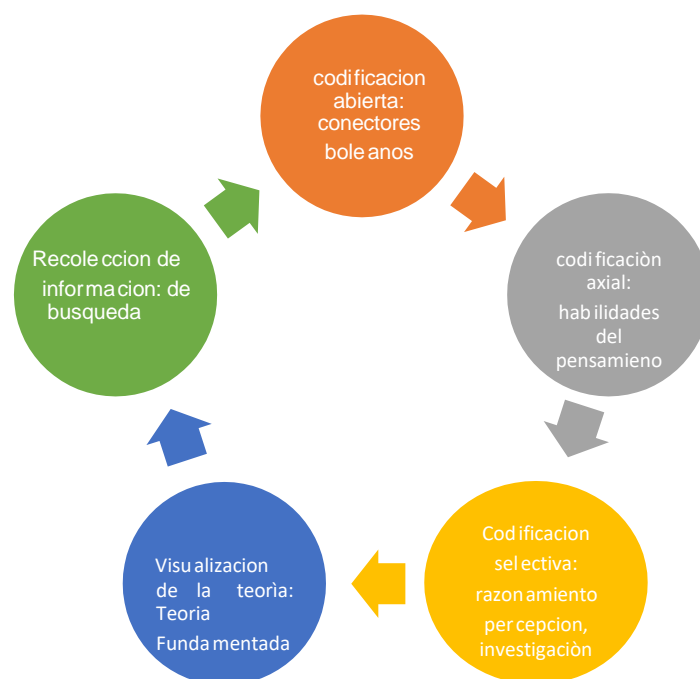 codificacion
abierta:
conectores
boleanos
codificaciòn
axial:
habilidades
del
pensamieno
Codificacion
selectiva:
razonamiento
percepcion,
investigaciòn
Visualizacion
de la teorìa:
Teoria
Fundamentada
Recoleccion de
informacion: de
busqueda